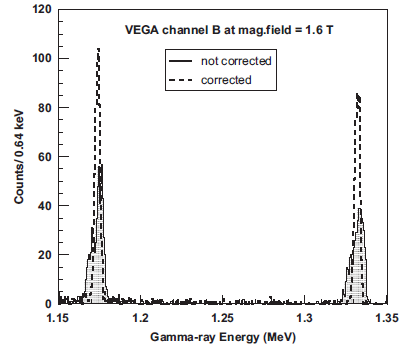 VEGA channel B at mag.field = 1.6 T
not corrected
corrected
120
100
80
60
40
20
0
Counts/ 0.64 keV
1.15
1.2
1.25
1.3
1.35
Gamma-ray Energy (MeV)